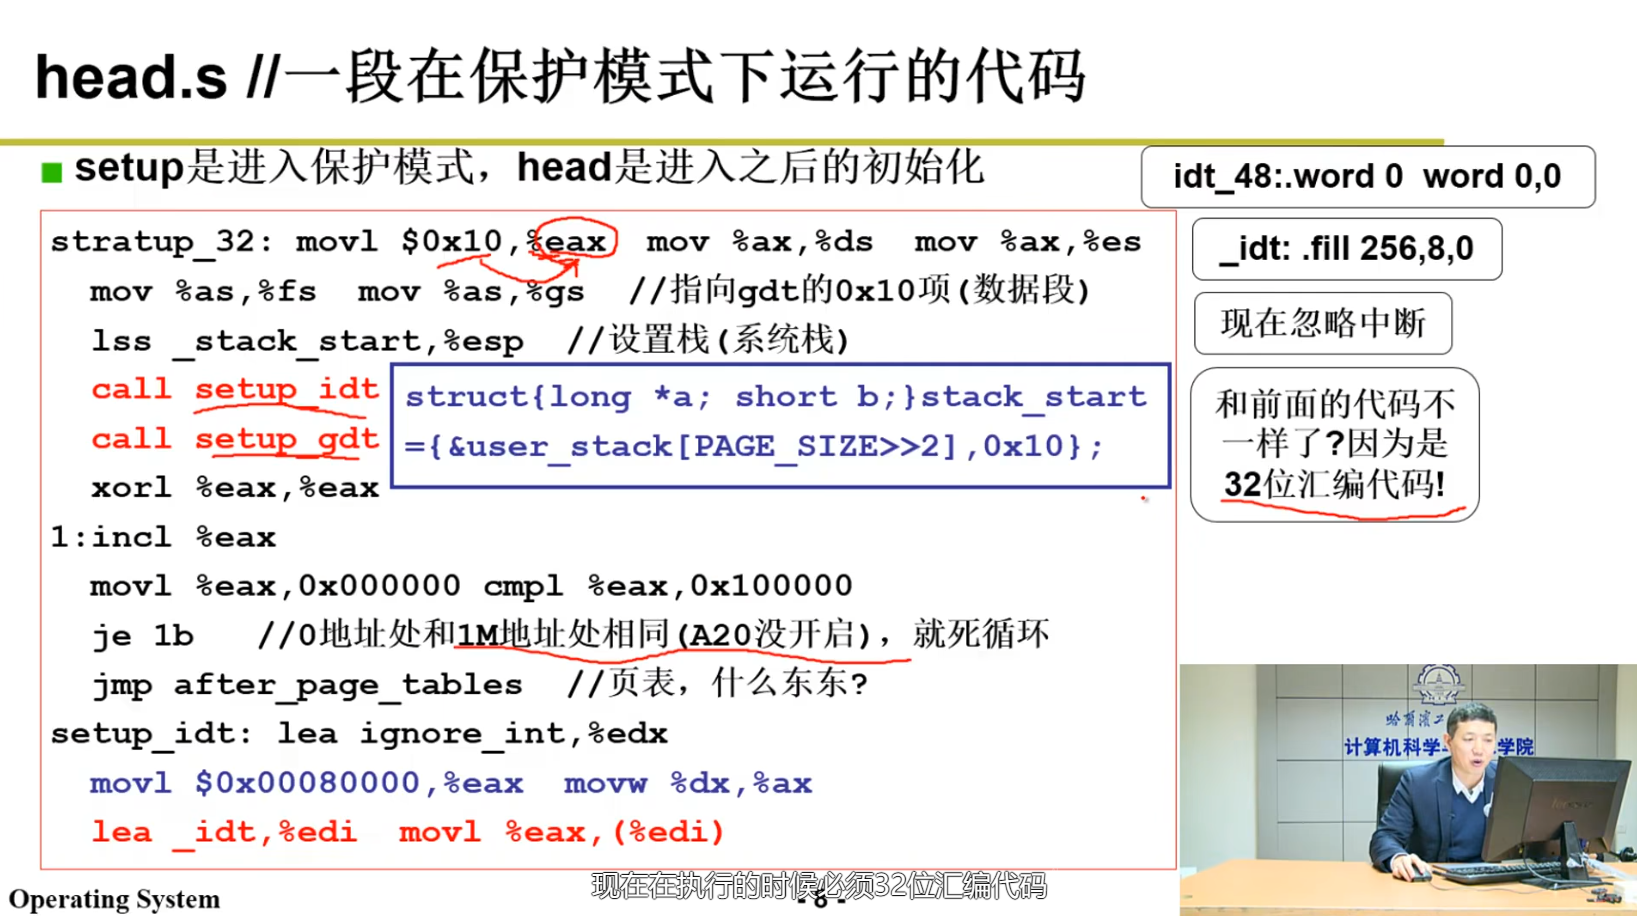 head.s //一段在保护模式下运行的代码
setup是进入保护模式，head是进入之后的初始化
idt_48:.word 0 word 0,0
stratup_32: movl $0x10,%eax mov %ax,%ds mov %ax,%es
_idt: .fill 256,8,0
mov %as,%fs mov %as,%gs //指向gdt的0x10项(数据段)
现在忽略中断
lss _stack_start,%esp //设置栈(系统栈)
call setup_idt
struct{long *a; short b;}stack_start
和前面的代码不
一样了?因为是
32位汇编代码!
call setup_gdt
={&user_stack[PAGE_SIZE>>2],0x10};
xorl %eax,%eax
1:incl %eax
movl %eax,0x000000 cmpl %eax,0x100000
je 1b //0地址处和1M地址处相同(A20没开启)，就死循环
jmp after_page_tables //页表，什么东东?
setup_idt: lea ignore_int,%edx
movl $0x00080000,%eax movw %dx,%ax
lea _idt,%edi movl %eax,(%edi)
计算机科学
学院
现在在执行的时候必须32位汇编代码
Operating System
- 8 -